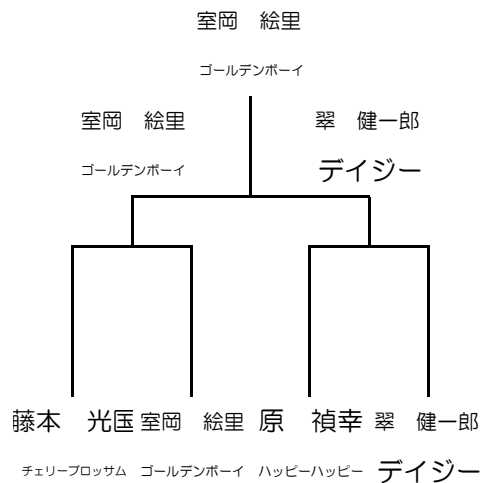 室岡　絵里
ゴールデンボーイ
室岡　絵里
翠　健一郎
ゴールデンボーイ
デイジー
藤本　光国
室岡　絵里
原　禎幸
翠　健一郎
チェリーブロッサム
ゴールデンボーイ
ハッピーハッピー
デイジー